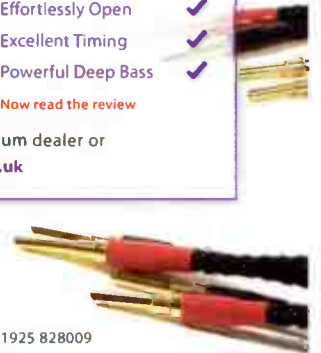 Effortlessly Open
Excellent Timing
Powerful Deep Bass
Now read the review
um dealer or
.uk
1925 828009